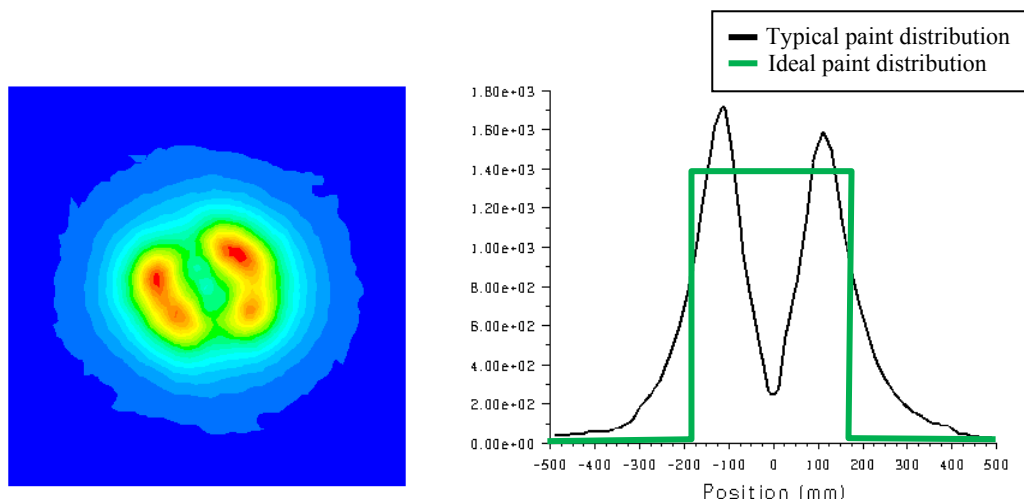 Typical paint distribution
Ideal paint distribution
1.80e+03
1.60e+03
1.40e+03
1.20e+03
1.00e+03
8.00e+02
6.00e+02
4.00e+02
2.00e+02
0.00e+00
-500 -400 -300 -200 -100 0 100 200 300 400 500
Position (mm)